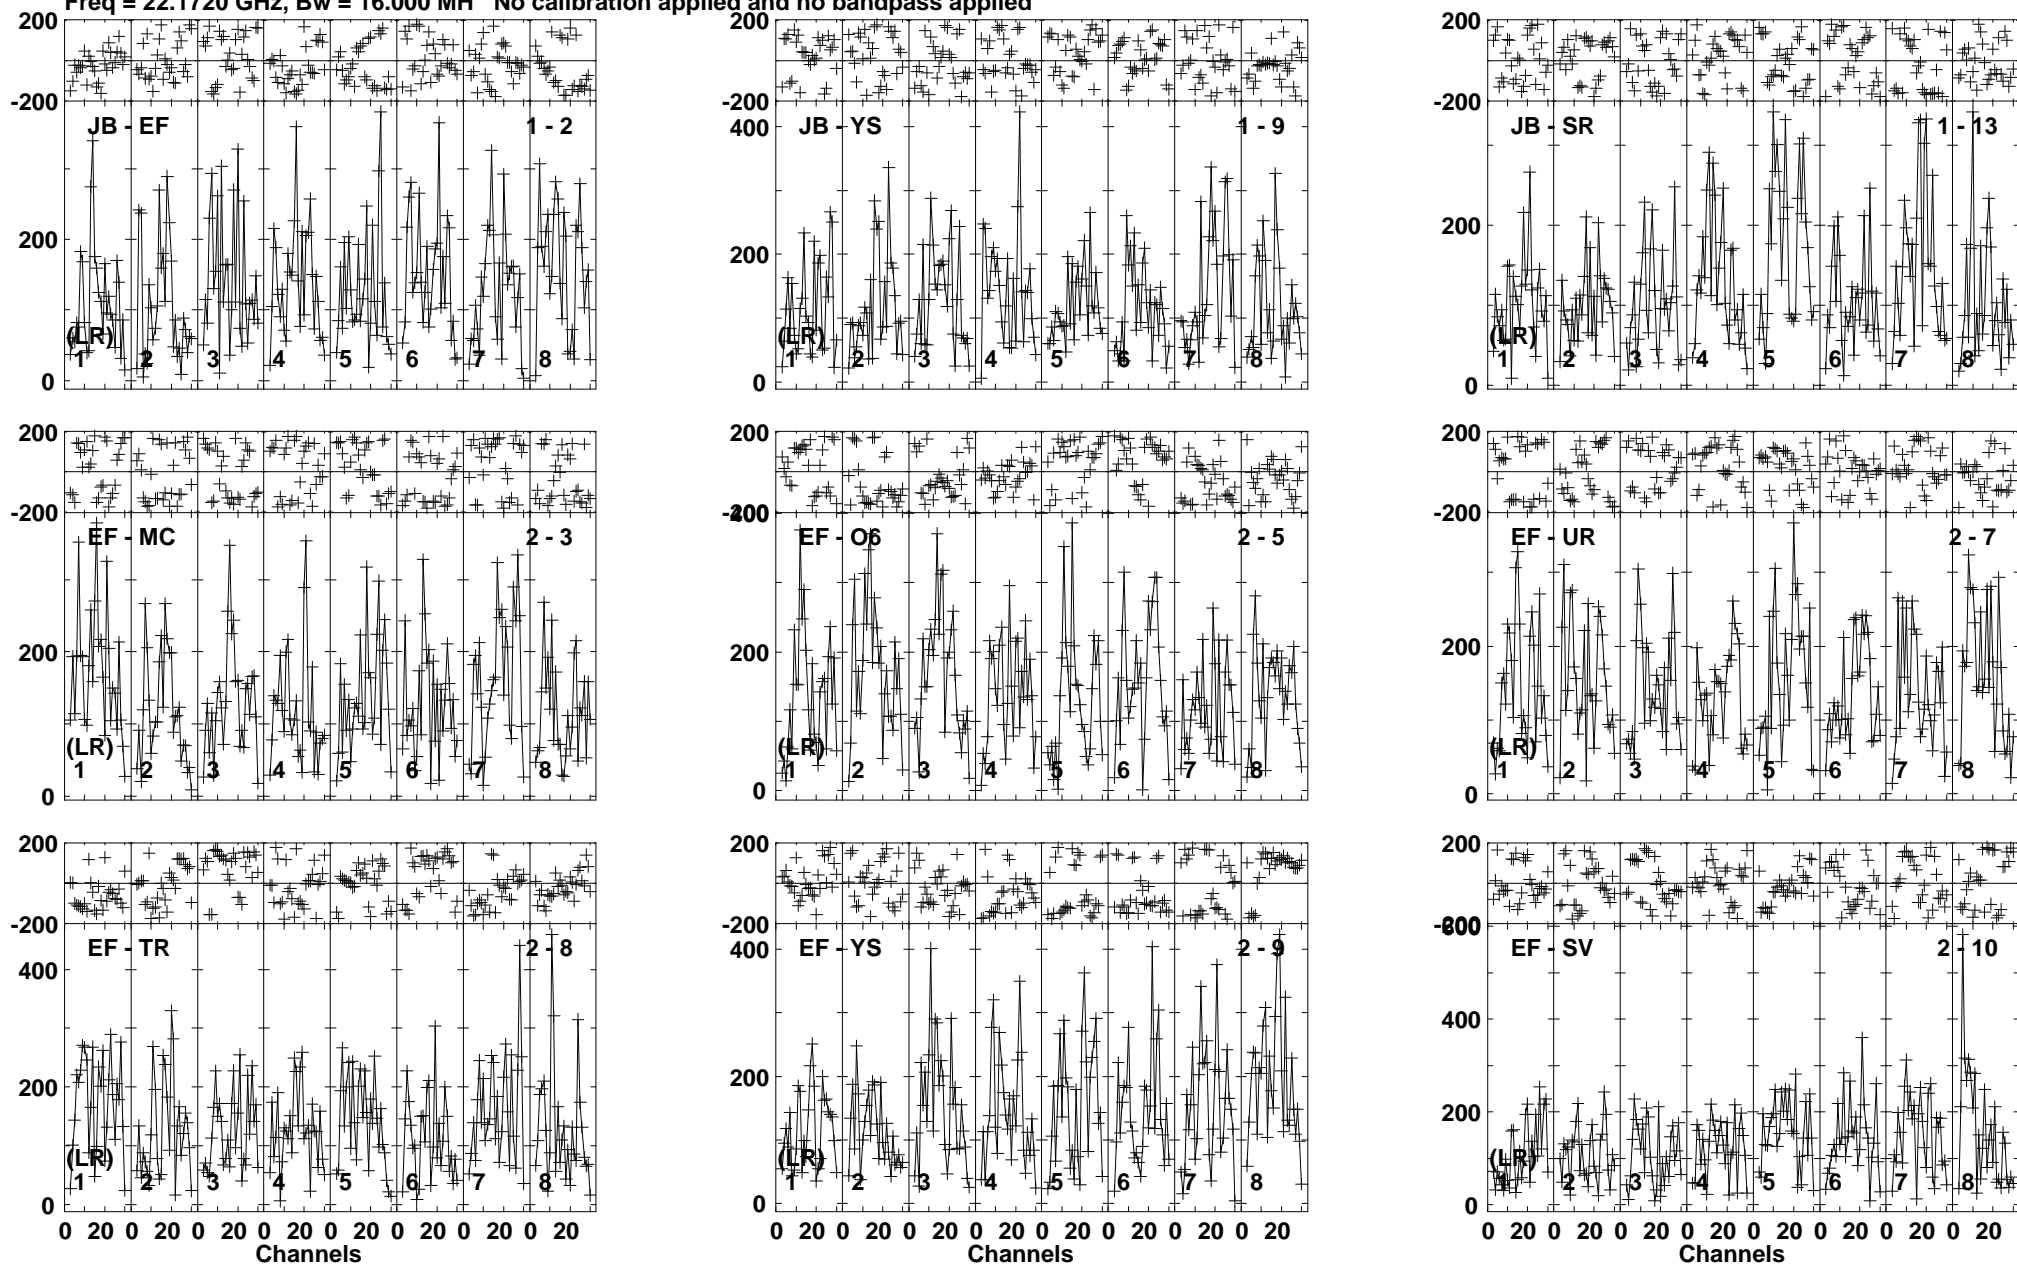 Freq = 22.1720 GHz, Bw = 16.000 MH No calibration applied and no bandpass applied
200 200 200
-200 -200 -200
JB - EF 1 - 2 JB - YS 1 - 9 JB - SR 1 - 13
400
200 200 200
(LR) (LR) (LR)
1 2 3 4 5 6 7 8 1 2 3 4 5 6 7 8 1 2 3 4 5 6 7 8
0 0 0
200 200 200
-200 -200 -200
400
EF - MC 2 - 3 EF - O6 2 - 5 EF - UR 2 - 7
200 200 200
(LR) (LR) (LR)
1 2 3 4 5 6 7 8 1 2 3 4 5 6 7 8 1 2 3 4 5 6 7 8
0 0 0
200 200 200
-200 -200 -200
600
EF - TR 2 - 8 EF - YS 2 - 9 EF - SV 2 - 10
400 400 400
200 200 200
(LR) (LR) (LR)
1 2 3 4 5 6 7 8 1 2 3 4 5 6 7 8 1 2 3 4 5 6 7 8
0 0 0
0 20 0 20 0 20 0 20 0 20 0 20 0 20 0 20 0 20 0 20 0 20 0 20 0 20 0 20 0 20 0 20 0 20 0 20 0 20 0 20 0 20 0 20 0 20 0 20
Channels Channels Channels